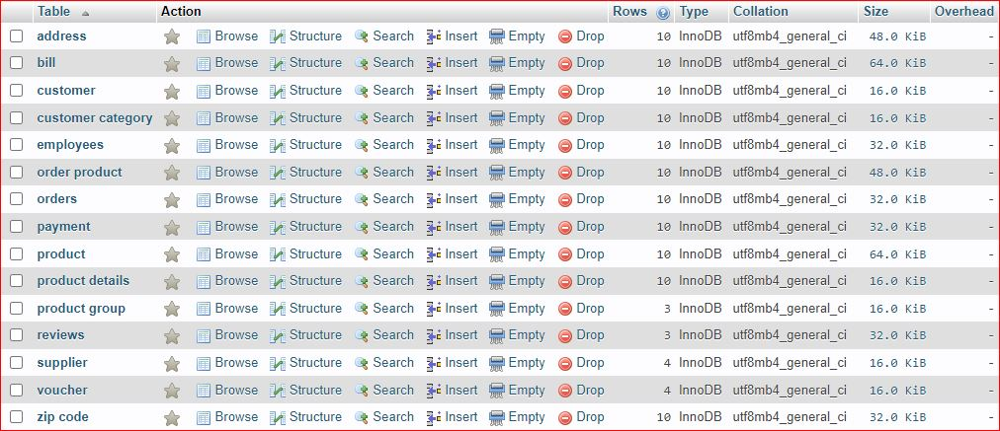 Table Action Rows Type Collation Size Overhead
address Browse Structure Search Insert Empty Drop 10 InnoDB utf8mb4_general_ci 48.0 KiB -
bill Browse Structure Search Insert Empty Drop 10 InnoDB utf8mb4_general_ci 64.0 KiB -
customer Browse Structure Search Insert Empty Drop 10 InnoDB utf8mb4_general_ci 16.0 KiB -
customer category Browse Structure Search Insert Empty Drop 10 InnoDB utf8mb4_general_ci 16.0 KiB -
employees Browse Structure Search Insert Empty Drop 10 InnoDB utf8mb4_general_ci 32.0 KiB -
order product Browse Structure Search Insert Empty Drop 10 InnoDB utf8mb4_general_ci 48.0 KiB -
orders Browse Structure Search Insert Empty Drop 10 InnoDB utf8mb4_general_ci 32.0 KiB -
payment Browse Structure Search Insert Empty Drop 10 InnoDB utf8mb4_general_ci 32.0 KiB -
product Browse Structure Search Insert Empty Drop 10 InnoDB utf8mb4_general_ci 64.0 KiB -
product details Browse Structure Search Insert Empty Drop 10 InnoDB utf8mb4_general_ci 16.0 KiB -
product group Browse Structure Search Insert Empty Drop 3 InnoDB utf8mb4_general_ci 16.0 KiB -
reviews Browse Structure Search Insert Empty Drop 3 InnoDB utf8mb4_general_ci 32.0 KiB -
supplier Browse Structure Search Insert Empty Drop 4 InnoDB utf8mb4_general_ci 16.0 KiB -
voucher Browse Structure Search Insert Empty Drop 4 InnoDB utf8mb4_general_ci 16.0 KiB -
zip code Browse Structure Search Insert Empty Drop 10 InnoDB utf8mb4_general_ci 32.0 KiB -